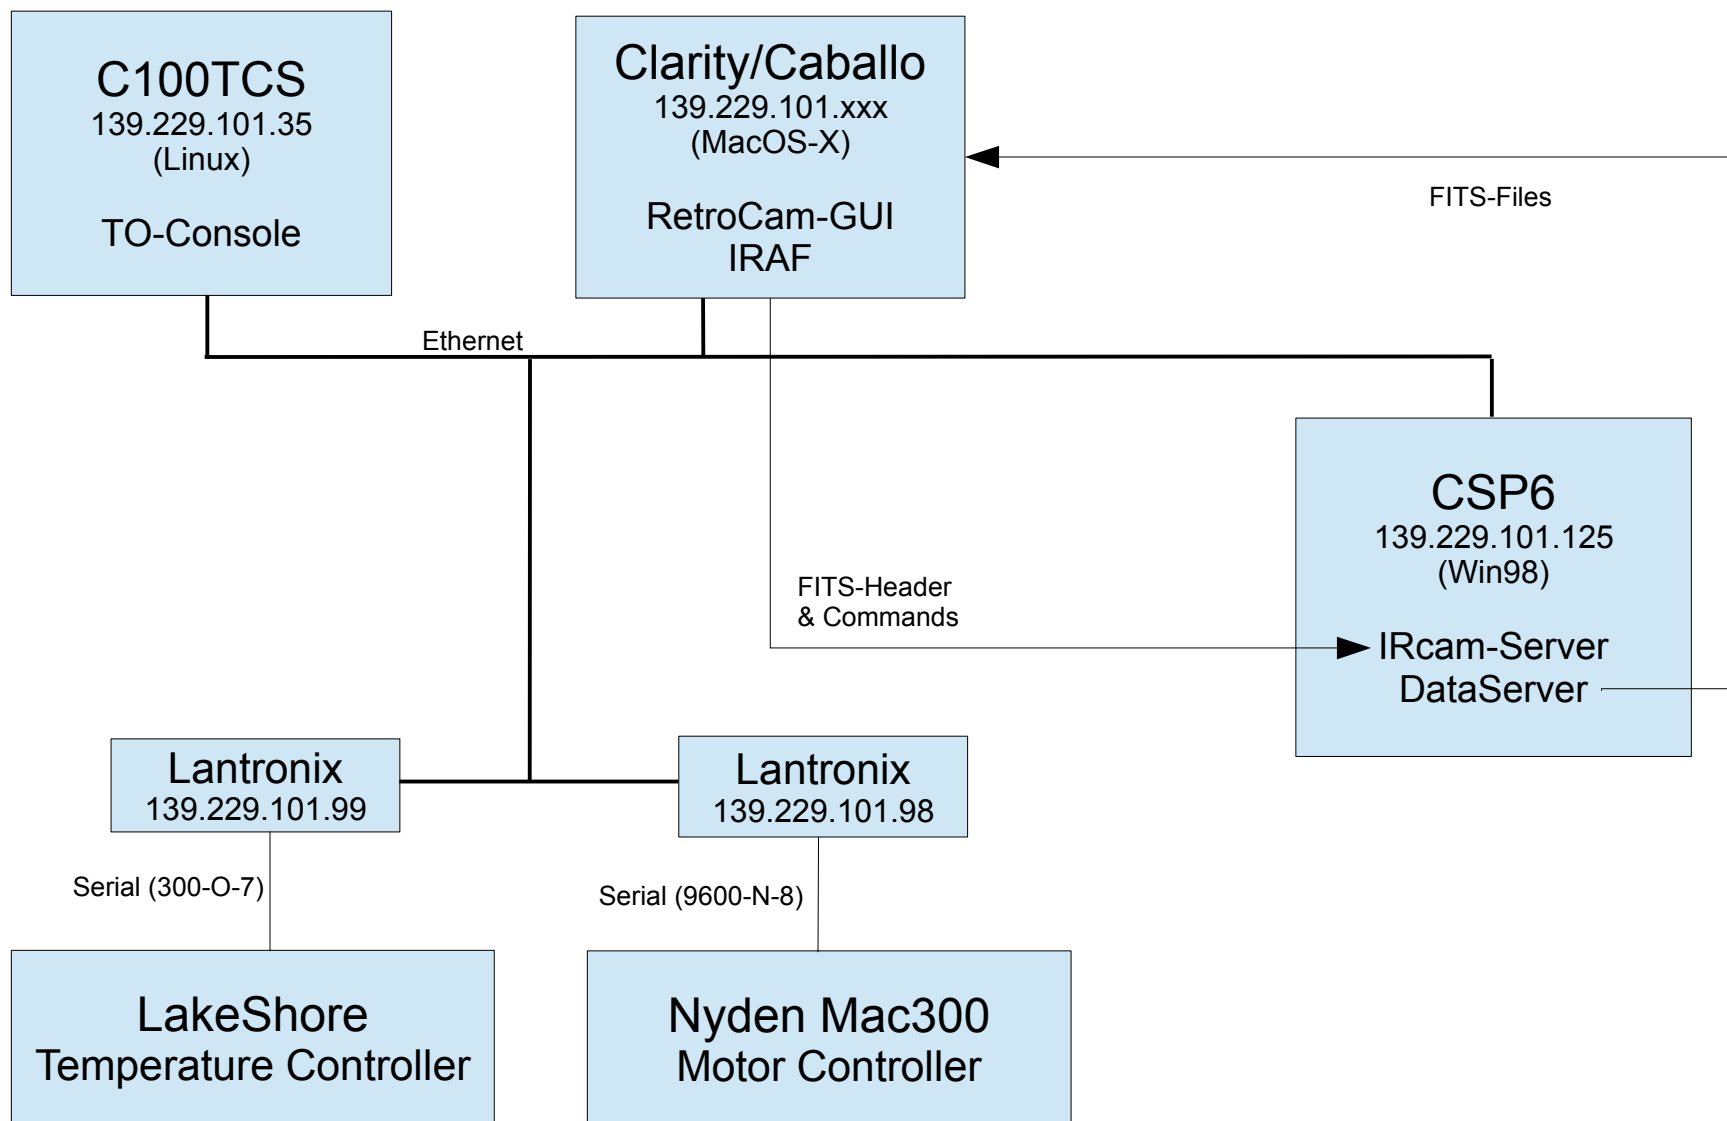 C100TCS
139.229.101.35
(Linux)
TO-Console
Clarity/Caballo
139.229.101.xxx
(MacOS-X)
RetroCam-GUI
IRAF
FITS-Files
Ethernet
CSP6
139.229.101.125
(Win98)
IRcam-Server
DataServer
FITS-Header
& Commands
Lantronix
139.229.101.99
Lantronix
139.229.101.98
Serial (300-O-7)
Serial (9600-N-8)
LakeShore
Temperature Controller
Nyden Mac300
Motor Controller